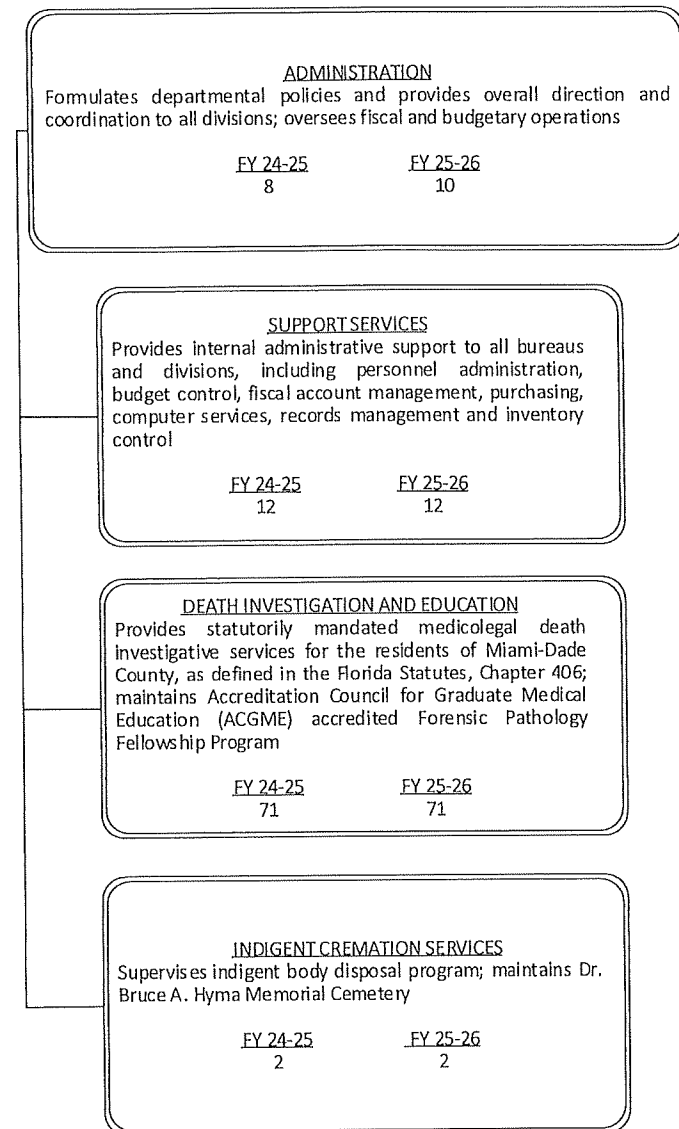 ADMINISTRATION
Formulates departmental policies and provides overall direction and
coordination to all divisions; oversees fiscal and budgetary operations
FY 24-25 FY 25-26
8 10
SUPPORT SERVICES
Provides internal administrative support to all bureaus
and divisions, including personnel administration,
budget control, fiscal account management, purchasing,
computer services, records management and inventory
control
FY 24-25 FY 25-26
12 12
DEATH INVESTIGATION AND EDUCATION
Provides statutorily mandated medicolegal death
investigative services for the residents of Miami-Dade
County, as defined in the Florida Statutes, Chapter 406;
maintains Accreditation Council for Graduate Medical
Education (ACGME) accredited Forensic Pathology
Fellowship Program
FY 24-25 FY 25-26
71 71
INDIGENT CREMATION SERVICES
Supervises indigent body disposal program; maintains Dr.
Bruce A. Hyma Memorial Cemetery
FY 24-25 FY 25-26
2 2